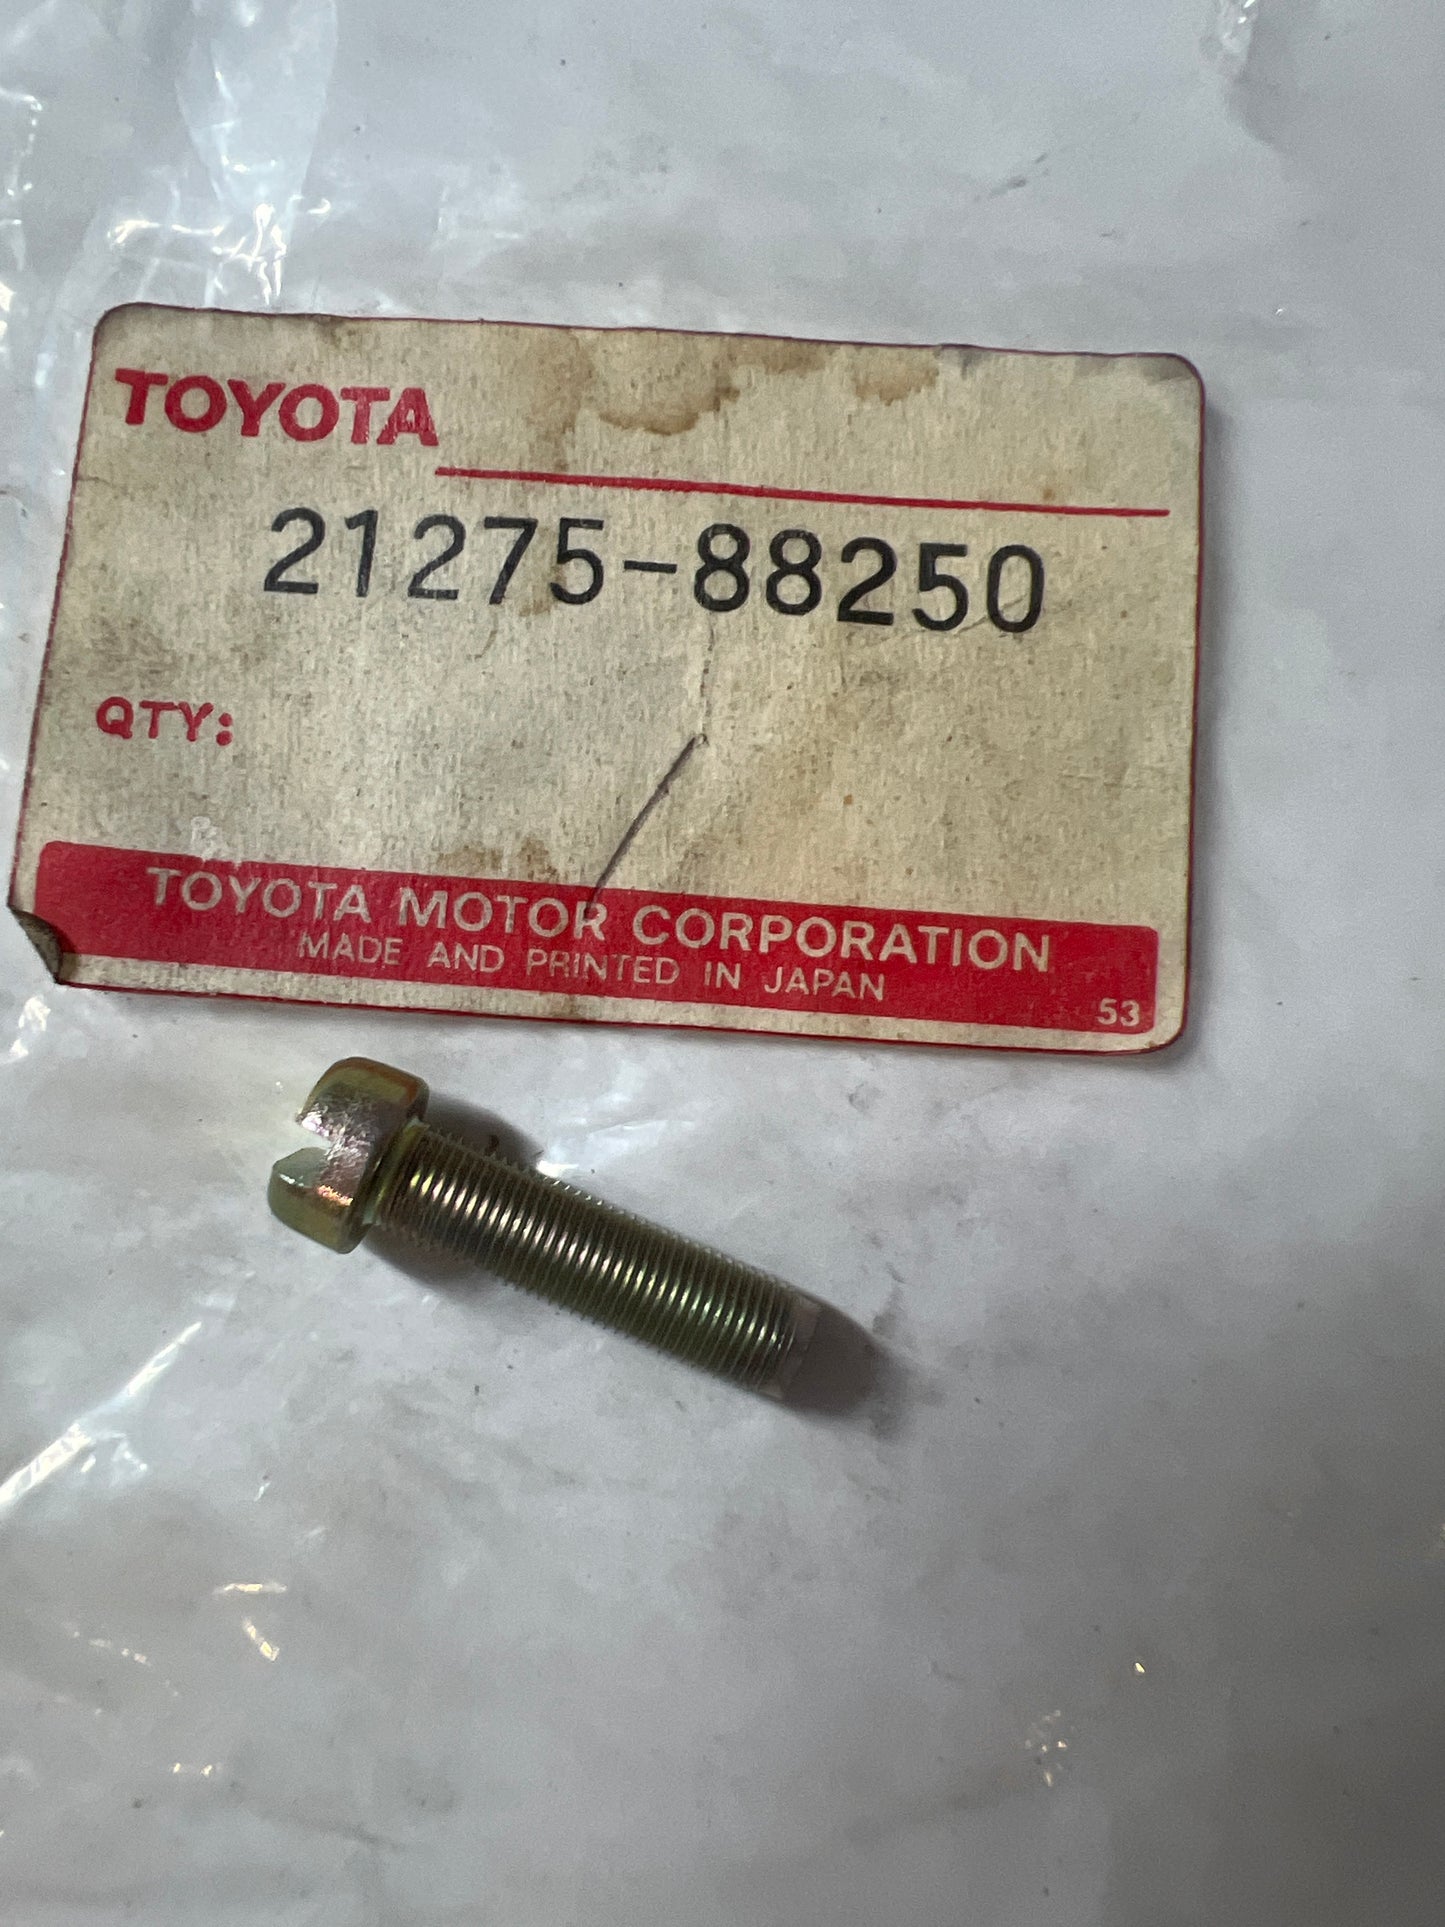 TOYOTA
21275-88250
QTY:
TOYOTA MOTOR CORPORATION
MADE AND PRINTED IN JAPAN
53